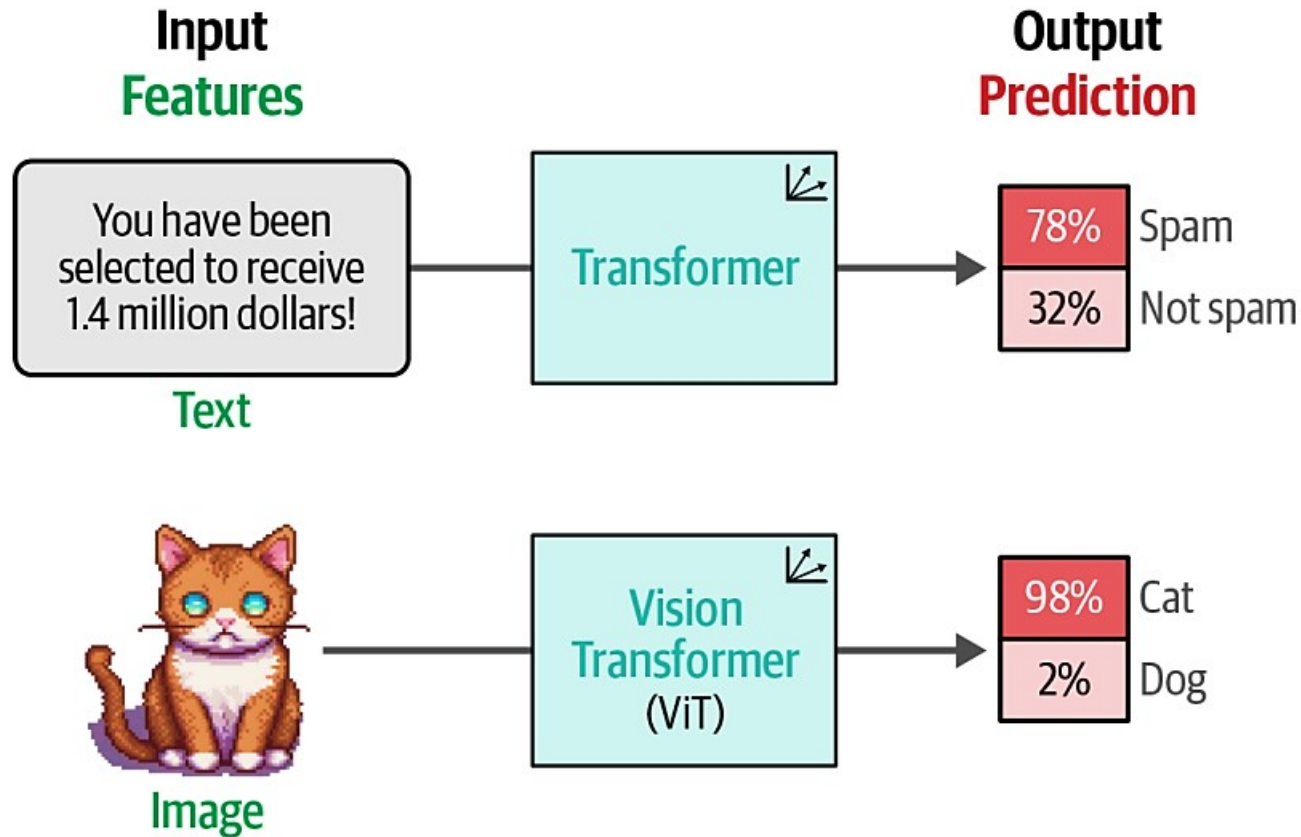 Input
Features
Output
Prediction
You have been
selected to receive
1.4 million dollars!
Text
Transformer
78% Spam
32% Not spam
Image
Vision
Transformer
(ViT)
98% Cat
2% Dog